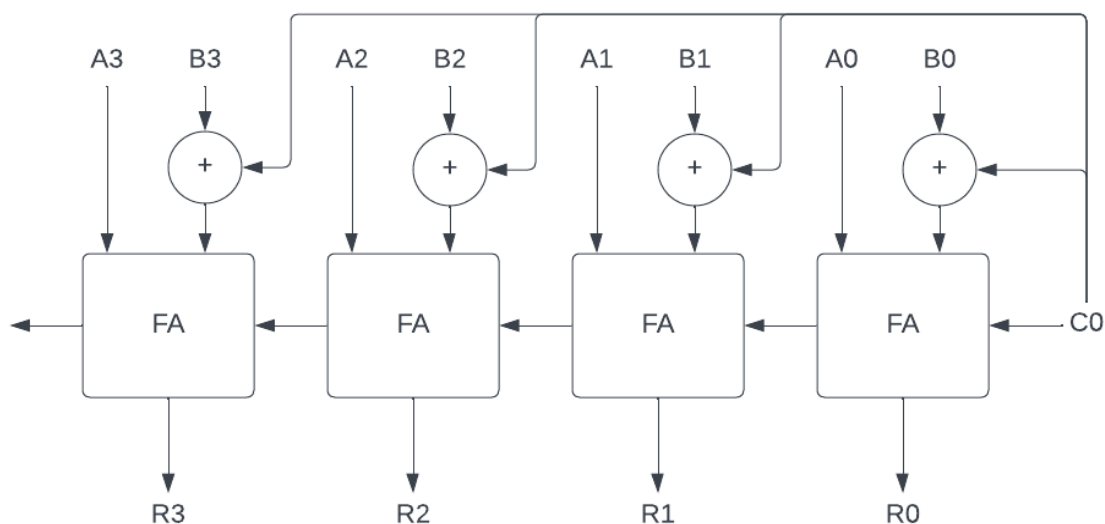 A3 B3 A2 B2 A1 B1 A0 B0
+ + + +
FA FA FA FA C0
R3 R2 R1 R0